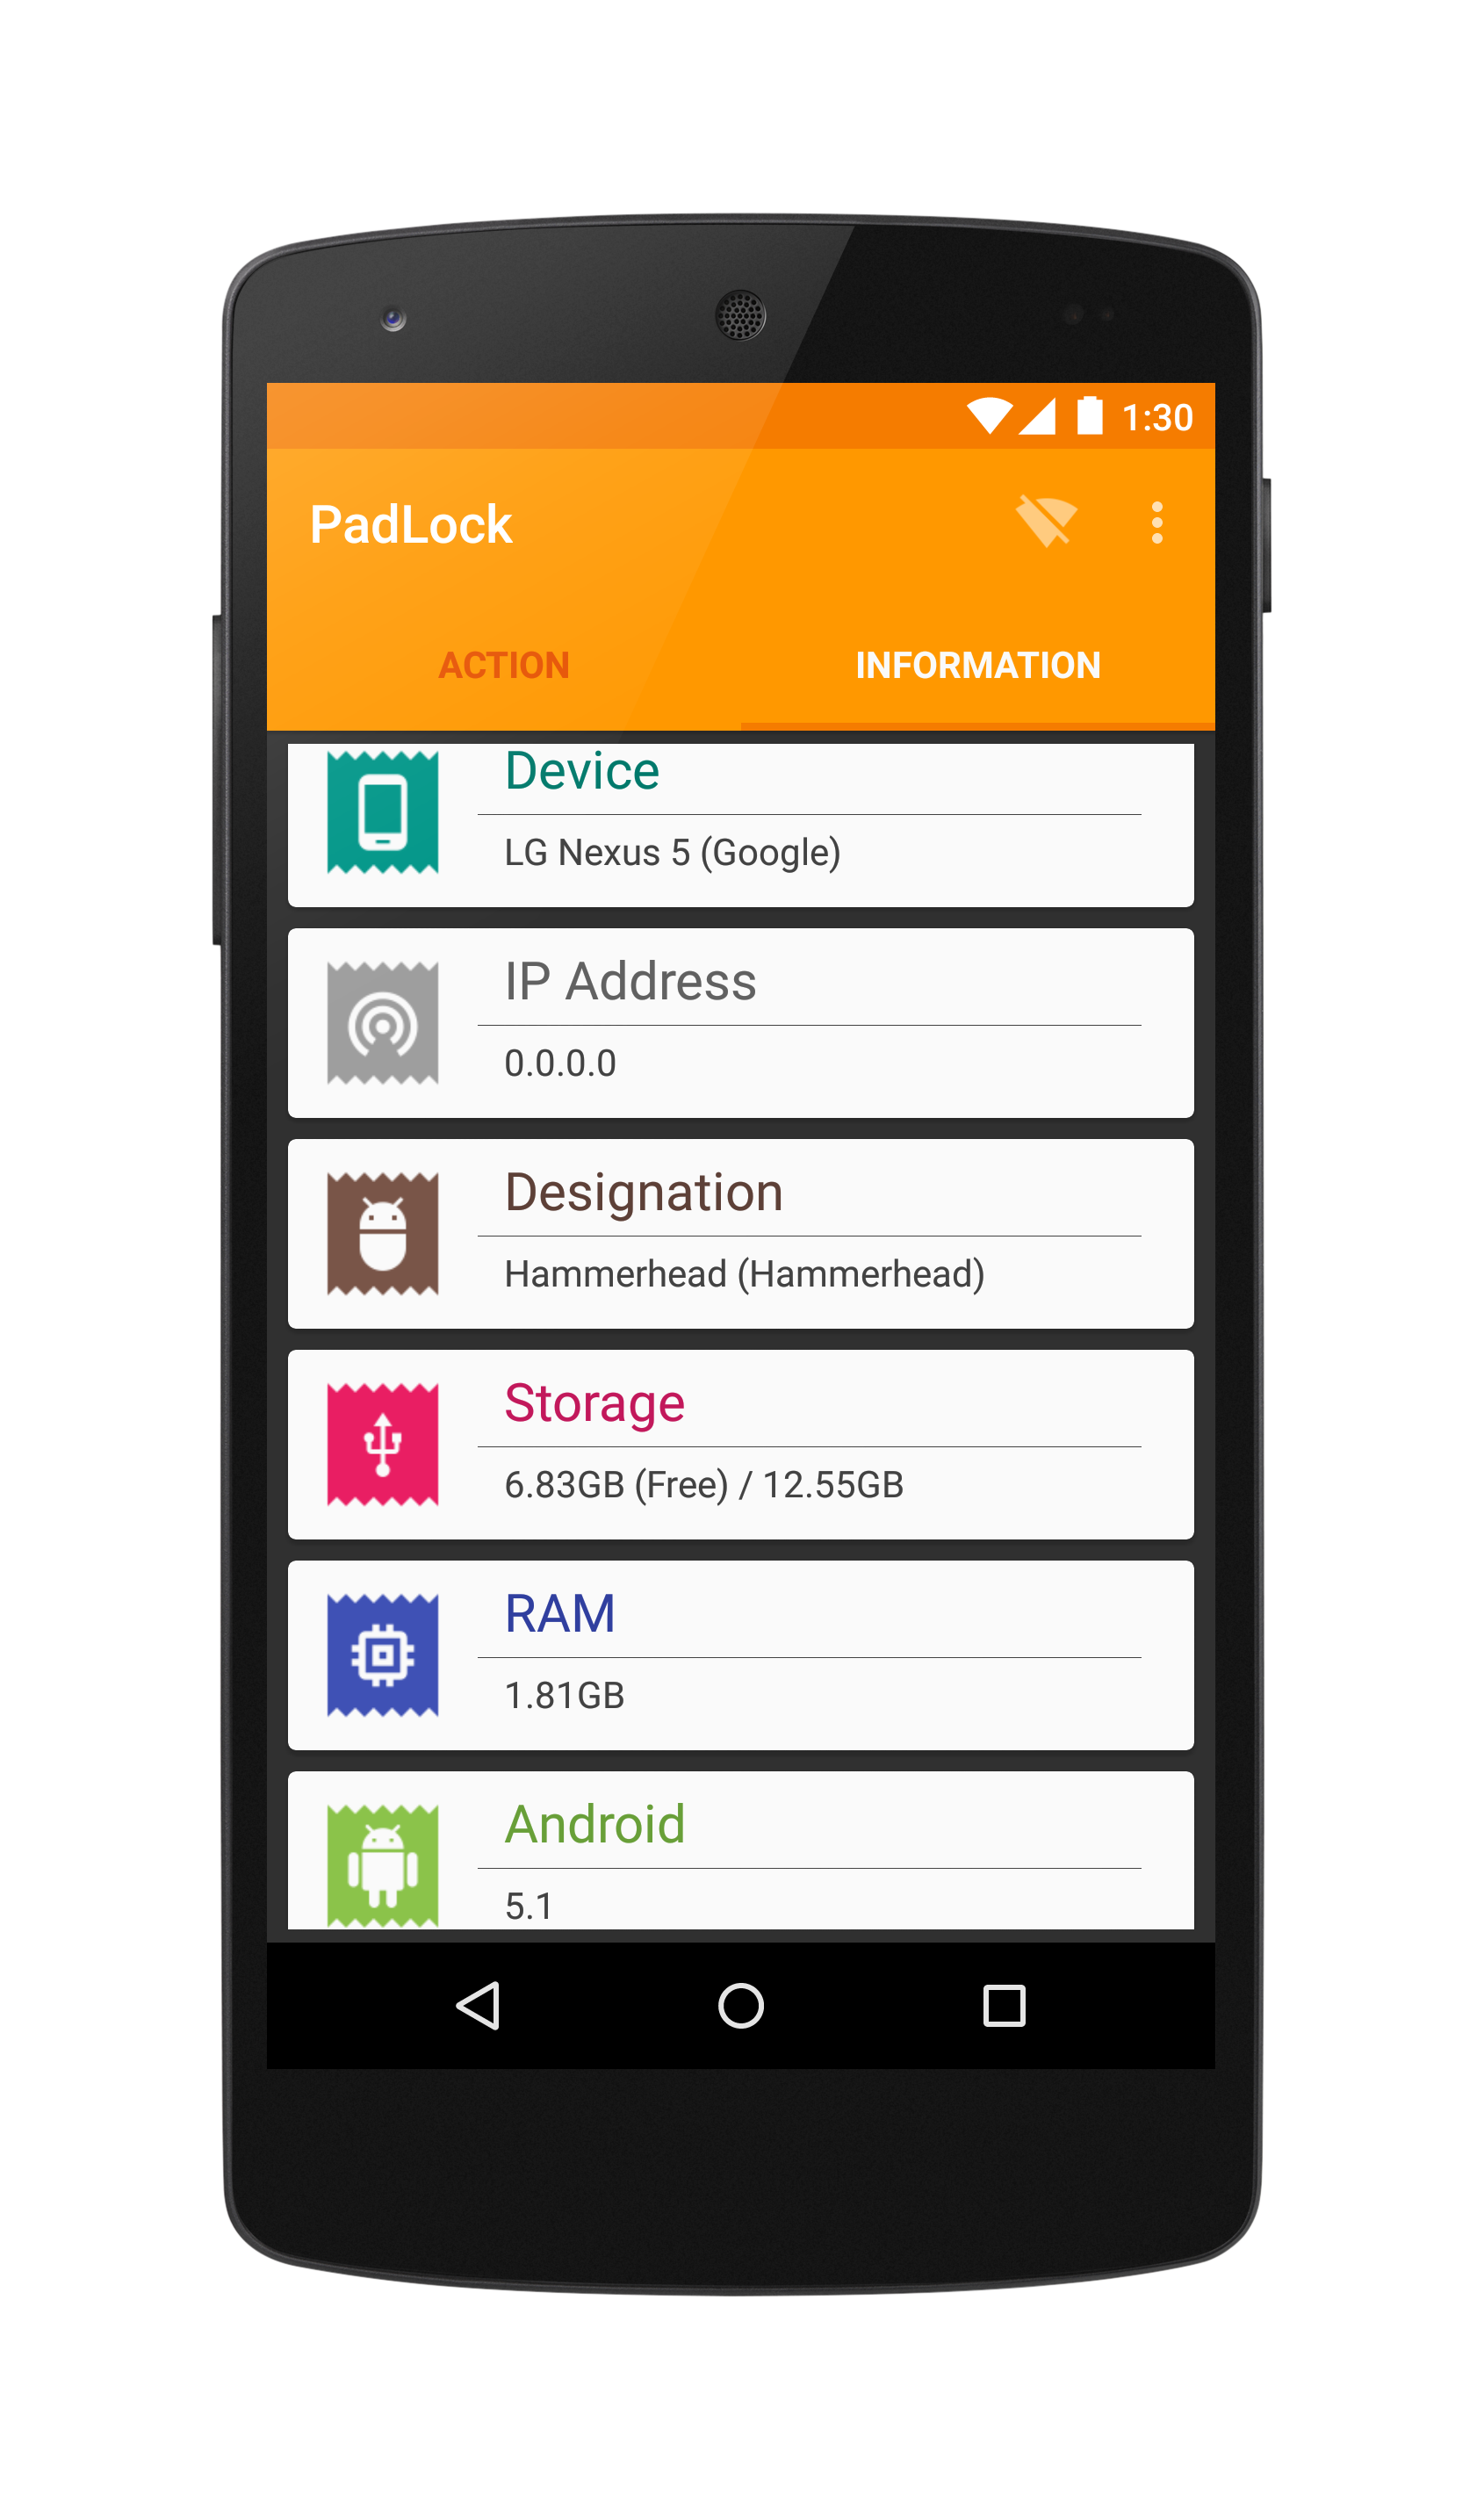 1:30
PadLock
ACTION INFORMATION
Device
LG Nexus 5 (Google)
IP Address
0.0.0.0
Designation
Hammerhead (Hammerhead)
Storage
6.83GB (Free) / 12.55GB
RAM
1.81GB
Android
5.1